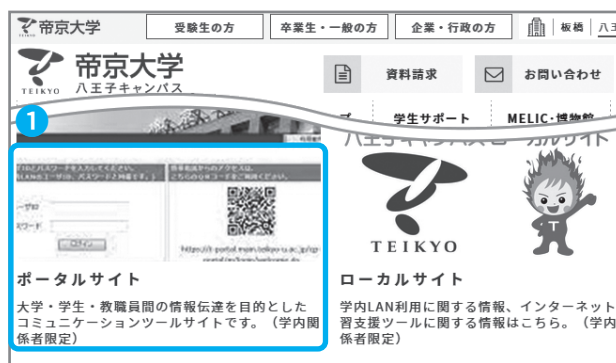 帝京大学
受験生の方
卒業生・一般の方
企業・行政の方
板橋
帝京大学
TEIKYO 八王子キャンパス
資料請求
お問い合わせ
1
学生サポート
MELIC・博物館
ログイン
TEIKYO
ポータルサイト
大学・学生・教職員間の情報伝達を目的とした
コミュニケーションツールサイトです。（学内関
係者限定）
ローカルサイト
学内LAN利用に関する情報、インターネット
習支援ツールに関する情報はこちら。（学内
係者限定）